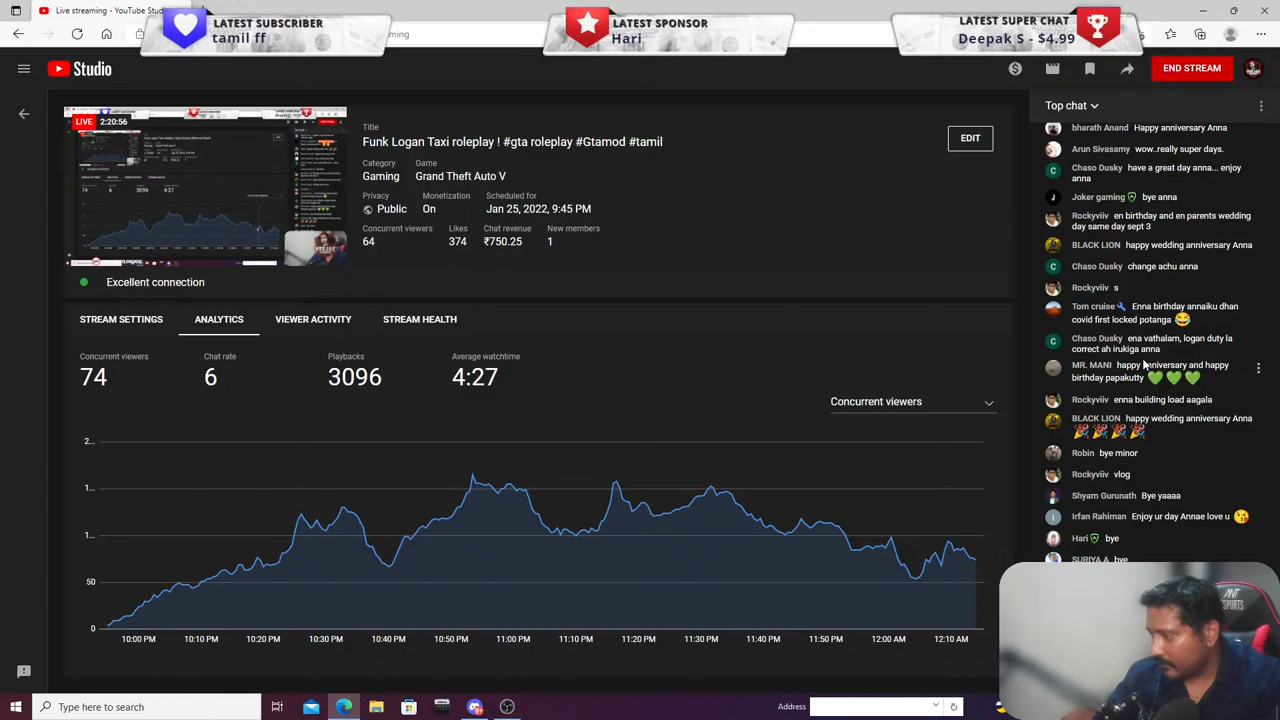 Live streaming - YouTube Studi
LATEST SUBSCRIBER
tamil ff
LATEST SPONSOR
Hari
LATEST SUPER CHAT
Deepak S - $4.99
Studio
END STREAM
Top chat
LIVE 2:20:56
Title
Funk Logan Taxi roleplay ! #gta roleplay #Gtamod #tamil
EDIT
Category
Gaming
Game
Grand Theft Auto V
Privacy
Public
Monetization
On
Scheduled for
Jan 25, 2022, 9:45 PM
Concurrent viewers
64
Likes
374
Chat revenue
₹750.25
New members
1
Excellent connection
STREAM SETTINGS
ANALYTICS
VIEWER ACTIVITY
STREAM HEALTH
Concurrent viewers
74
Chat rate
6
Playbacks
3096
Average watchtime
4:27
Concurrent viewers
2...
1...
1...
50
0
10:00 PM 10:10 PM 10:20 PM 10:30 PM 10:40 PM 10:50 PM 11:00 PM 11:10 PM 11:20 PM 11:30 PM 11:40 PM 11:50 PM 12:00 AM 12:10 AM
bharath Anand Happy anniversary Anna
Arun Sivasamy wow..really super days.
Chaso Dusky have a great day anna... enjoy
anna
Joker gaming bye anna
Rockyviiv en birthday and en parents wedding
day same day sept 3
BLACK LION happy wedding anniversary Anna
Chaso Dusky change achu anna
Rockyviiv s
Tom cruise Enna birthday annaiku dhan
covid first locked potanga 😂
Chaso Dusky ena vathalam, logan duty la
correct ah irukiga anna
MR. MANI happy anniversary and happy
birthday papakutty 💚 💚 💚
Rockyviiv enna building load aagala
BLACK LION happy wedding anniversary Anna
🎉 🎉 🎉 🎉
Robin bye minor
Rockyviiv vlog
Shyam Gurunath Bye yaaaa
Irfan Rahiman Enjoy ur day Annae love u 😘
Hari bye
SURIYA A bye
ANT
ESPORTS
Type here to search
Address